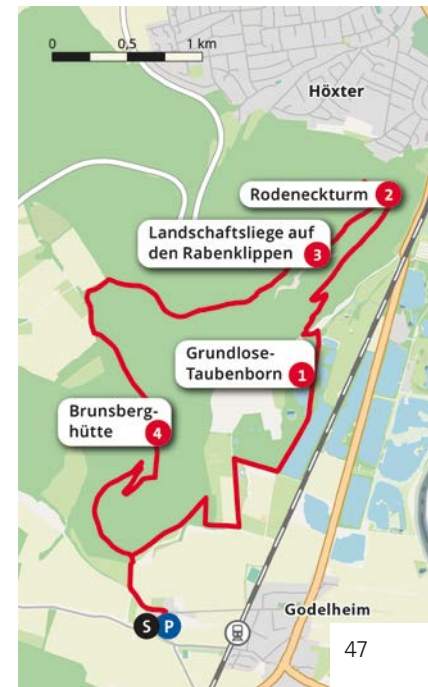 0 0,5 1 km
Höxter
Rodeneckturm 2
Landschaftsliege auf
den Rabenklippen 3
Grundlose-
Taubenborn 1
Brunsberg-
hütte 4
S P
Godelheim
47